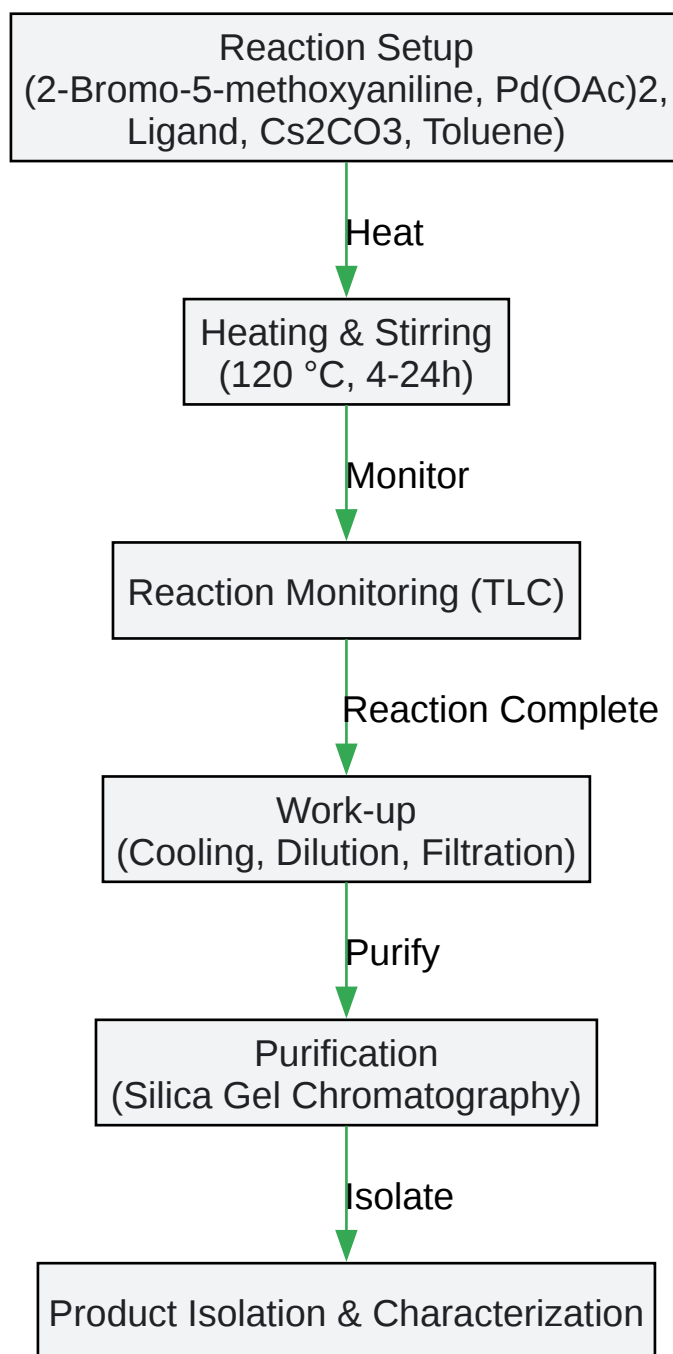 Reaction Setup
(2-Bromo-5-methoxyaniline, Pd(OAc)2,
Ligand, Cs2CO3, Toluene)
Heat
Heating & Stirring
(120 °C, 4-24h)
Monitor
Reaction Monitoring (TLC)
Reaction Complete
Work-up
(Cooling, Dilution, Filtration)
Purify
Purification
(Silica Gel Chromatography)
Isolate
Product Isolation & Characterization